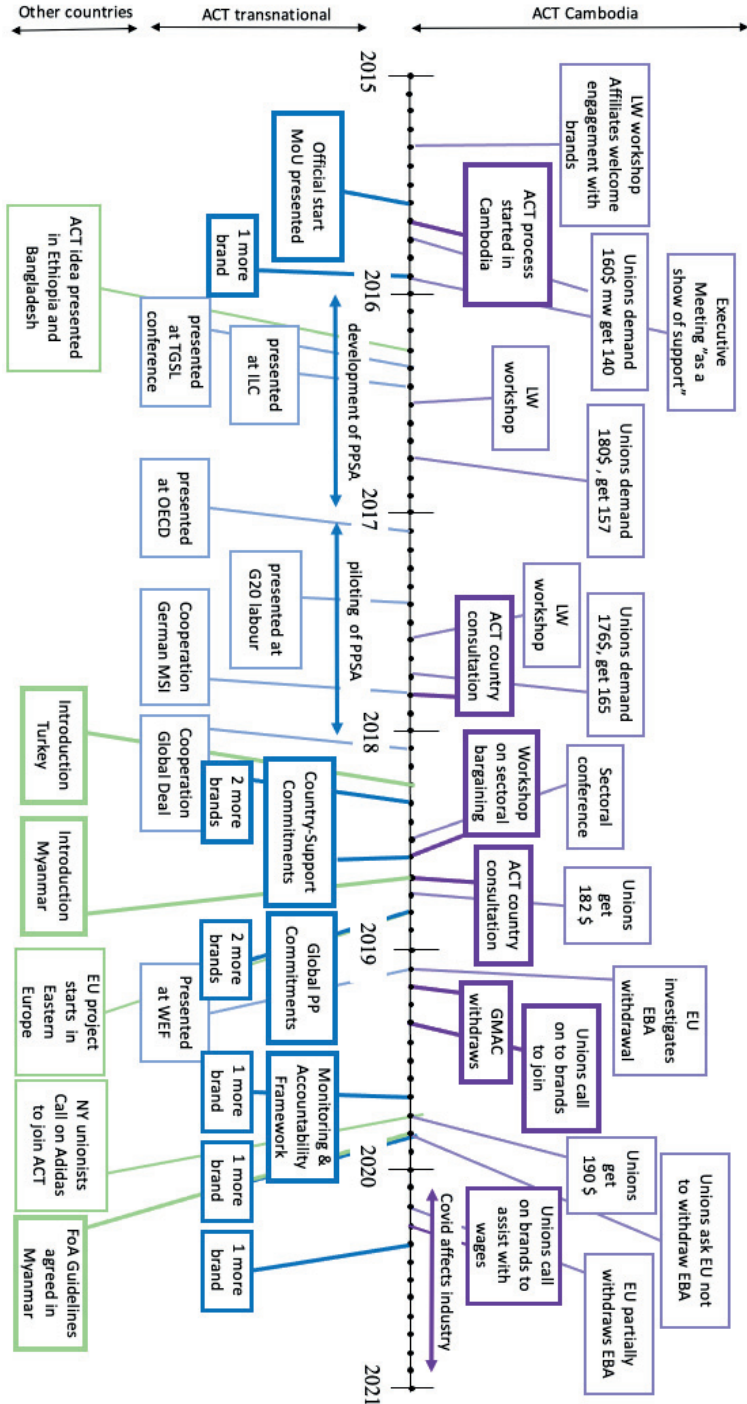 ACT Cambodia
ACT transnational
Other countries
2015
2016
2017
2018
2019
2020
2021
LW workshop
Affiliates welcome
engagement with
brands
ACT process
started in
Cambodia
Unions demand
160$ mw get 140
Executive
Meeting "as a
show of support"
LW
workshop
Unions demand
180$ , get 157
LW
workshop
ACT country
consultation
Unions demand
176$, get 165
Workshop
on sectoral
bargaining
Sectoral
conference
ACT country
consultation
Unions
get
182 $
EU
investigates
EBA
withdrawal
GMAC
withdraws
Unions call
on to brands
to join
Unions
get
190 $
Unions ask EU not
to withdraw EBA
Unions call
on brands to
assist with
wages
EU partially
withdraws EBA
Covid affects industry
Official start
MoU presented
1 more
brand
development of PPSA
presented
at TGSL
conference
presented
at ILC
presented
at OECD
piloting of PPSA
presented at
G20 labour
Cooperation
German MSI
Cooperation
Global Deal
2 more
brands
Country-Support
Commitments
Global PP
Commitments
2 more
brands
Presented
at WEF
Monitoring &
Accountability
Framework
1 more
brand
1 more
brand
1 more
brand
ACT idea presented
in Ethiopia and
Bangladesh
Introduction
Turkey
Introduction
Myanmar
EU project
starts in
Eastern
Europe
NY unionists
Call on Adidas
to join ACT
FoA Guidelines
agreed in
Myanmar